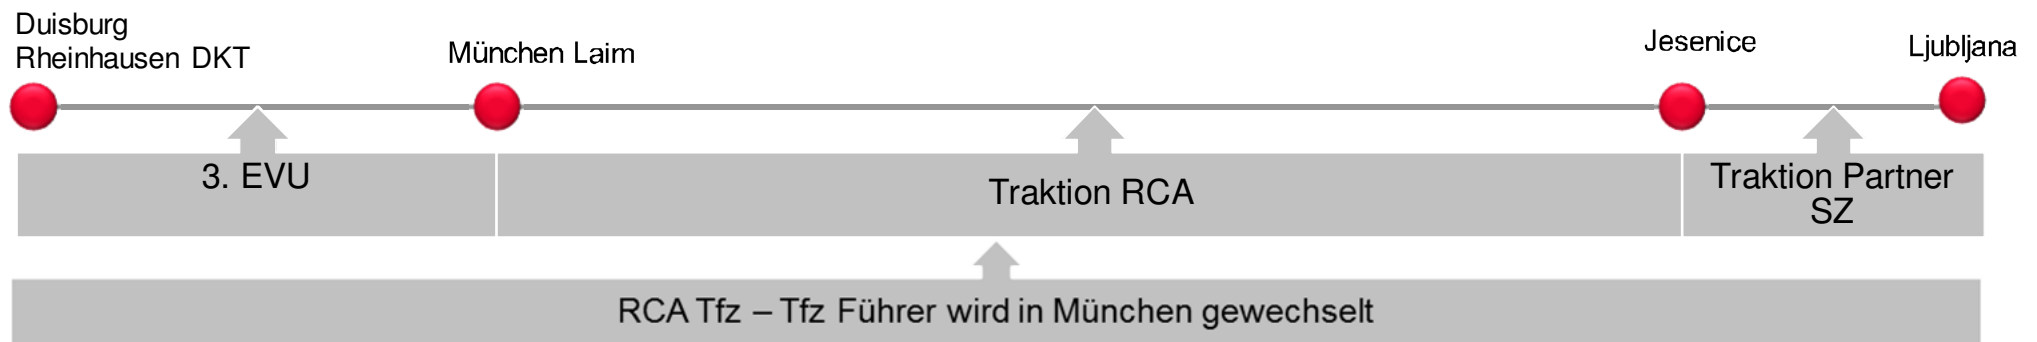 Duisburg
Rheinhausen DKT
München Laim
Jesenice
Ljubljana
3. EVU
Traktion RCA
Traktion Partner
SZ
RCA Tfz – Tfz Führer wird in München gewechselt